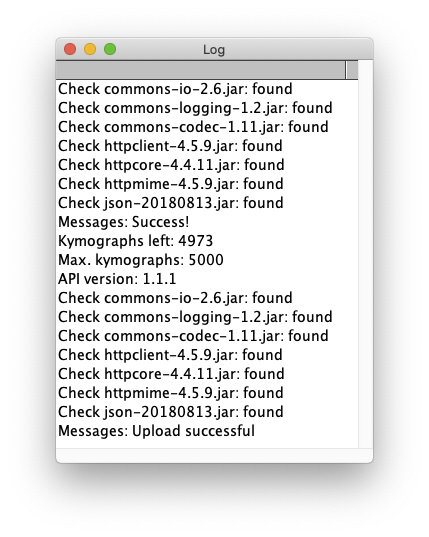 Log
Check commons-io-2.6.jar: found
Check commons-logging-1.2.jar: found
Check commons-codec-1.11.jar: found
Check httpclient-4.5.9.jar: found
Check httpcore-4.4.11.jar: found
Check httpmime-4.5.9.jar: found
Check json-20180813.jar: found
Messages: Success!
Kymographs left: 4973
Max. kymographs: 5000
API version: 1.1.1
Check commons-io-2.6.jar: found
Check commons-logging-1.2.jar: found
Check commons-codec-1.11.jar: found
Check httpclient-4.5.9.jar: found
Check httpcore-4.4.11.jar: found
Check httpmime-4.5.9.jar: found
Check json-20180813.jar: found
Messages: Upload successful